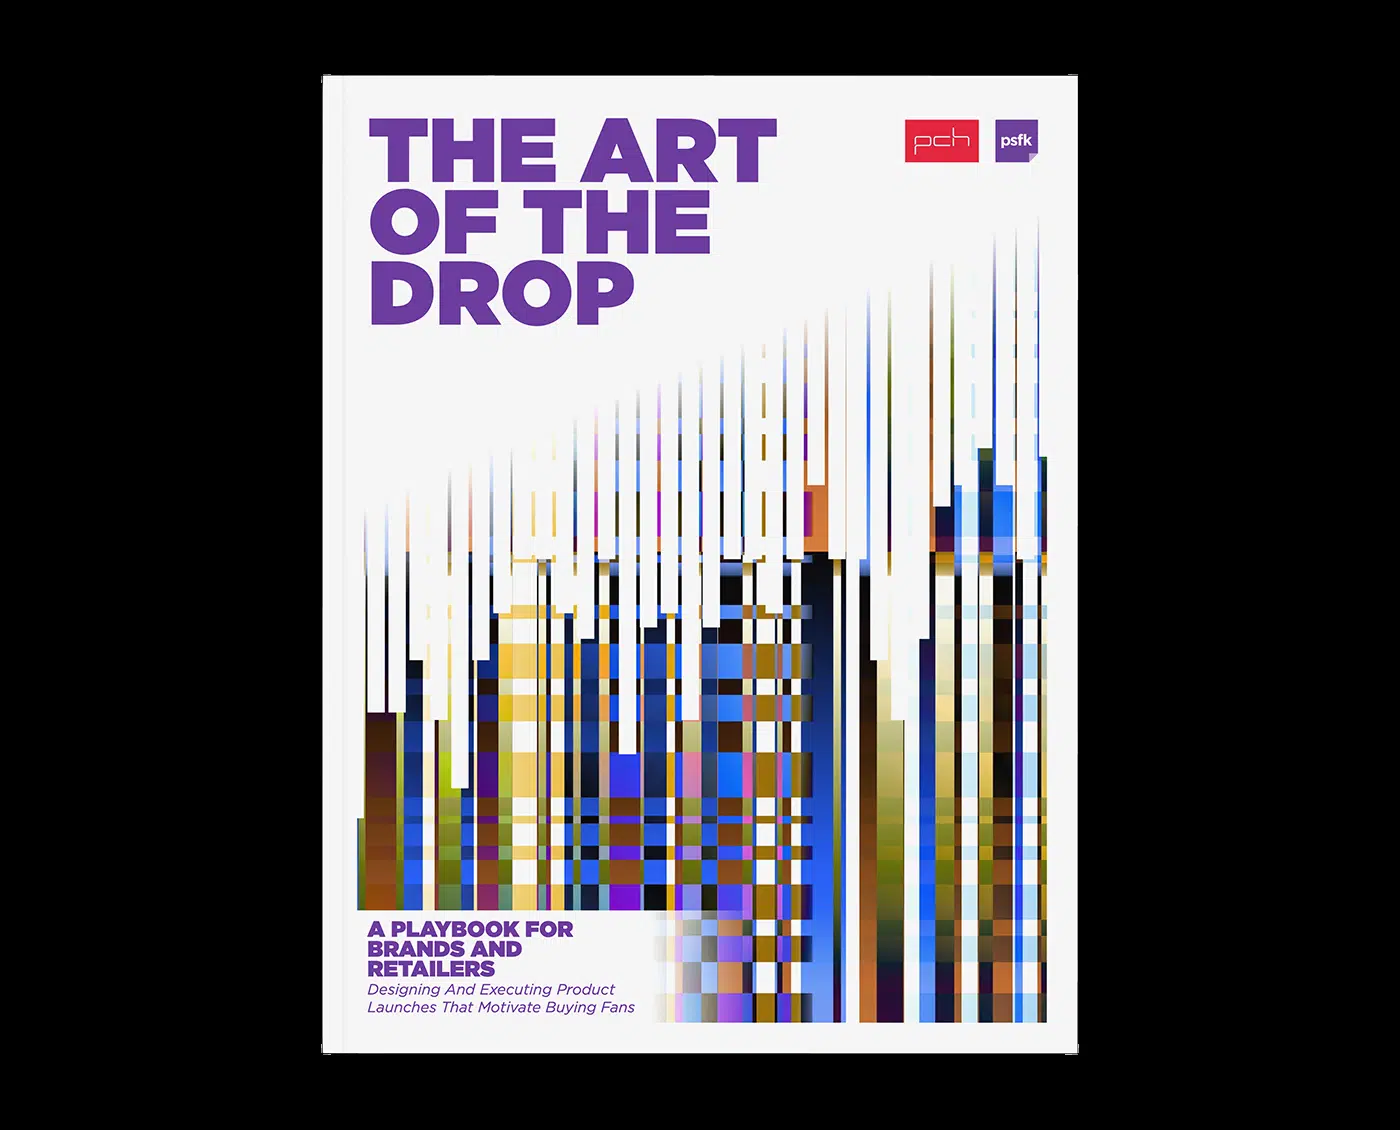 THE ART
OF THE
DROP
pch
psfk
A PLAYBOOK FOR
BRANDS AND
RETAILERS
Designing And Executing Product
Launches That Motivate Buying Fans